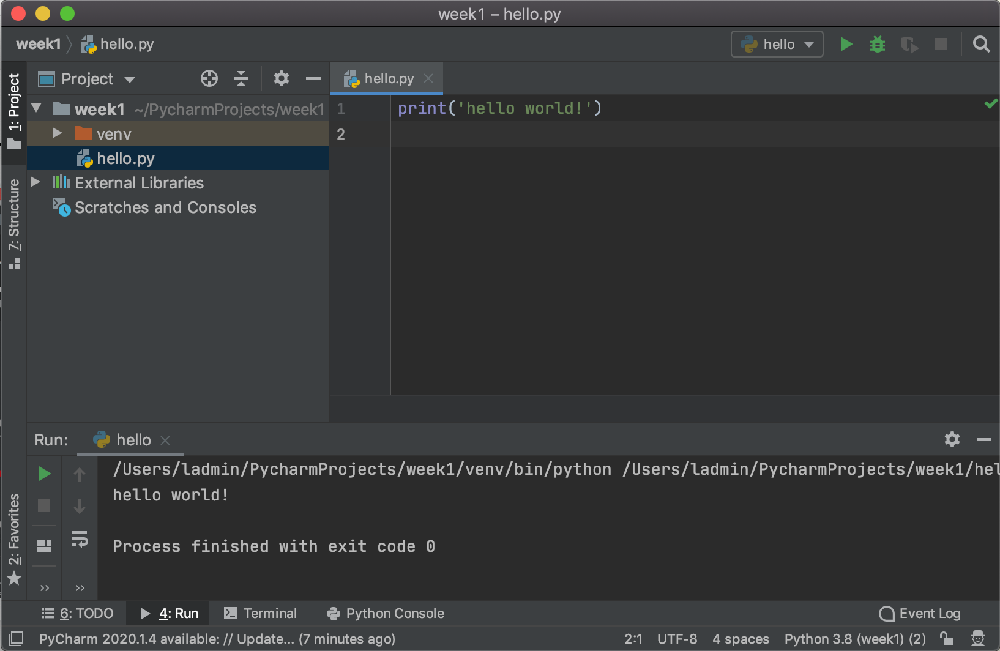 week1 – hello.py
week1 hello.py
hello
1: Project
Project
hello.py
week1 ~/PycharmProjects/week1
venv
hello.py
External Libraries
Scratches and Consoles
1 print('hello world!')
2
7: Structure
2: Favorites
Run: hello
/Users/ladmin/PycharmProjects/week1/venv/bin/python /Users/ladmin/PycharmProjects/week1/hel
hello world!
Process finished with exit code 0
6: TODO 4: Run Terminal Python Console Event Log
PyCharm 2020.1.4 available: // Update... (7 minutes ago) 2:1 UTF-8 4 spaces Python 3.8 (week1) (2)